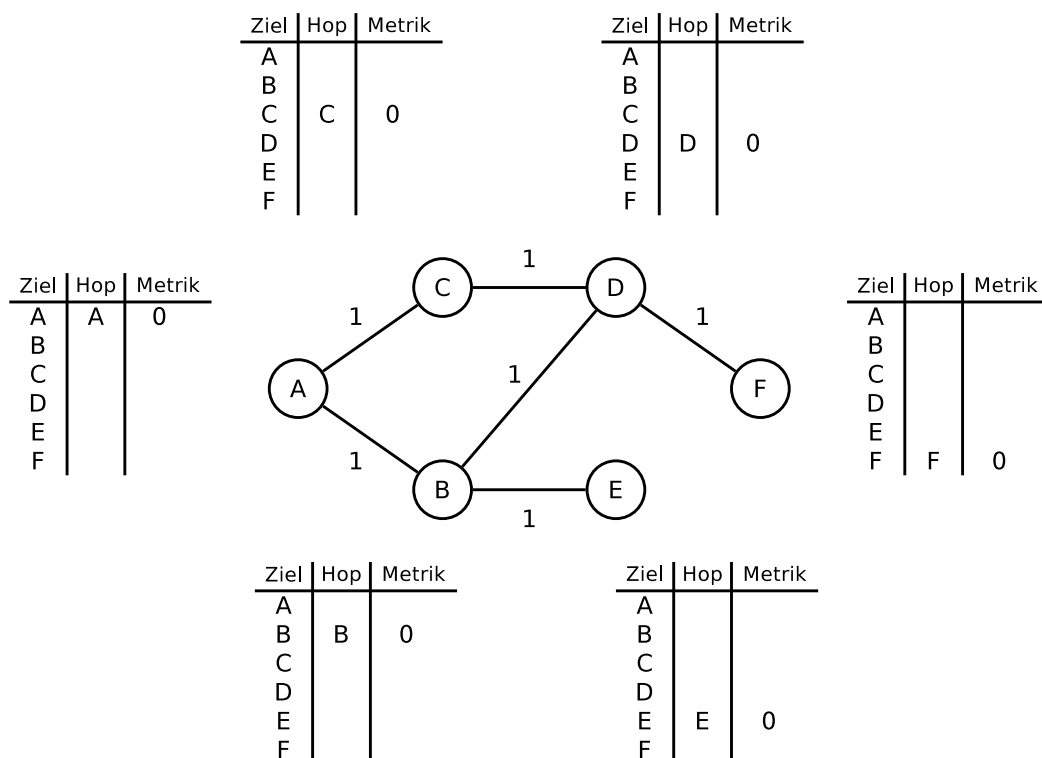 Ziel Hop Metrik
A
B
C C 0
D
E
F
Ziel Hop Metrik
A
B
C
D D 0
E
F
Ziel Hop Metrik
A A 0
B
C
D
E
F
1
C D
1 1
1
A F
1
B E
1
Ziel Hop Metrik
A
B
C
D
E
F F 0
Ziel Hop Metrik
A
B B 0
C
D
E
F
Ziel Hop Metrik
A
B
C
D
E E 0
F